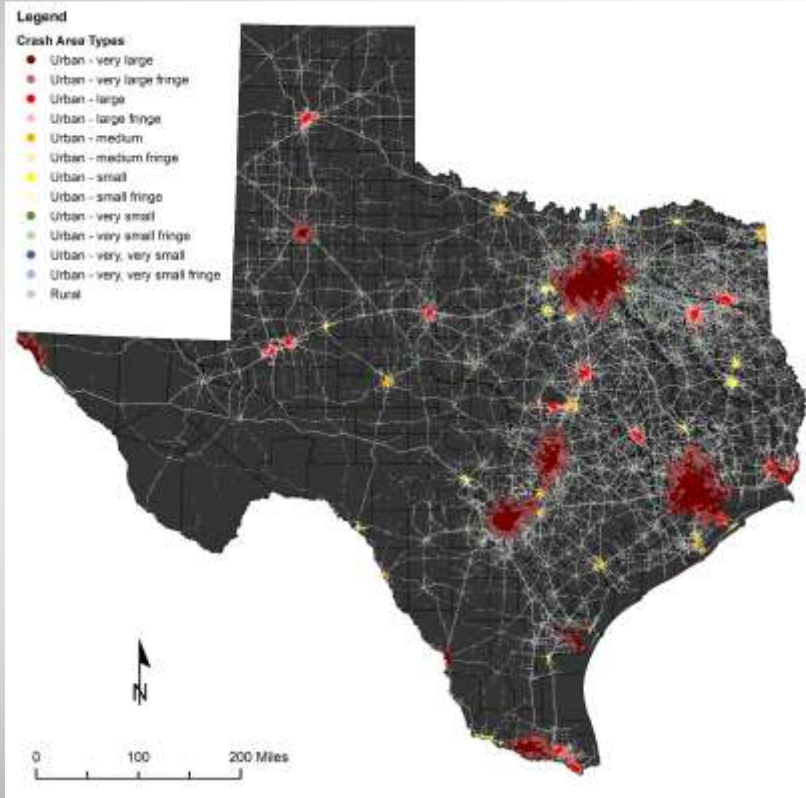 Legend
Crash Area Types
Urban - very large
Urban - very large fringe
Urban - large
Urban - large fringe
Urban - medium
Urban - medium fringe
Urban - small
Urban - small fringe
Urban - very small
Urban - very small fringe
Urban - very, very small
Urban - very, very small fringe
Rural
N
0 100 200 Miles